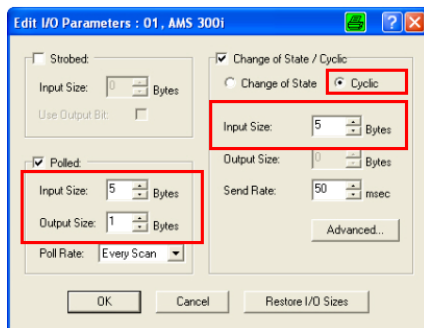 Edit I/O Parameters : 01, AMS 300i
Strobed:
Input Size: 0 Bytes
Use Output Bit:
Polled:
Input Size: 5 Bytes
Output Size: 1 Bytes
Poll Rate: Every Scan
Change of State / Cyclic
Change of State Cyclic
Input Size: 5 Bytes
Output Size: 0 Bytes
Send Rate: 50 msec
Advanced...
OK Cancel Restore I/O Sizes